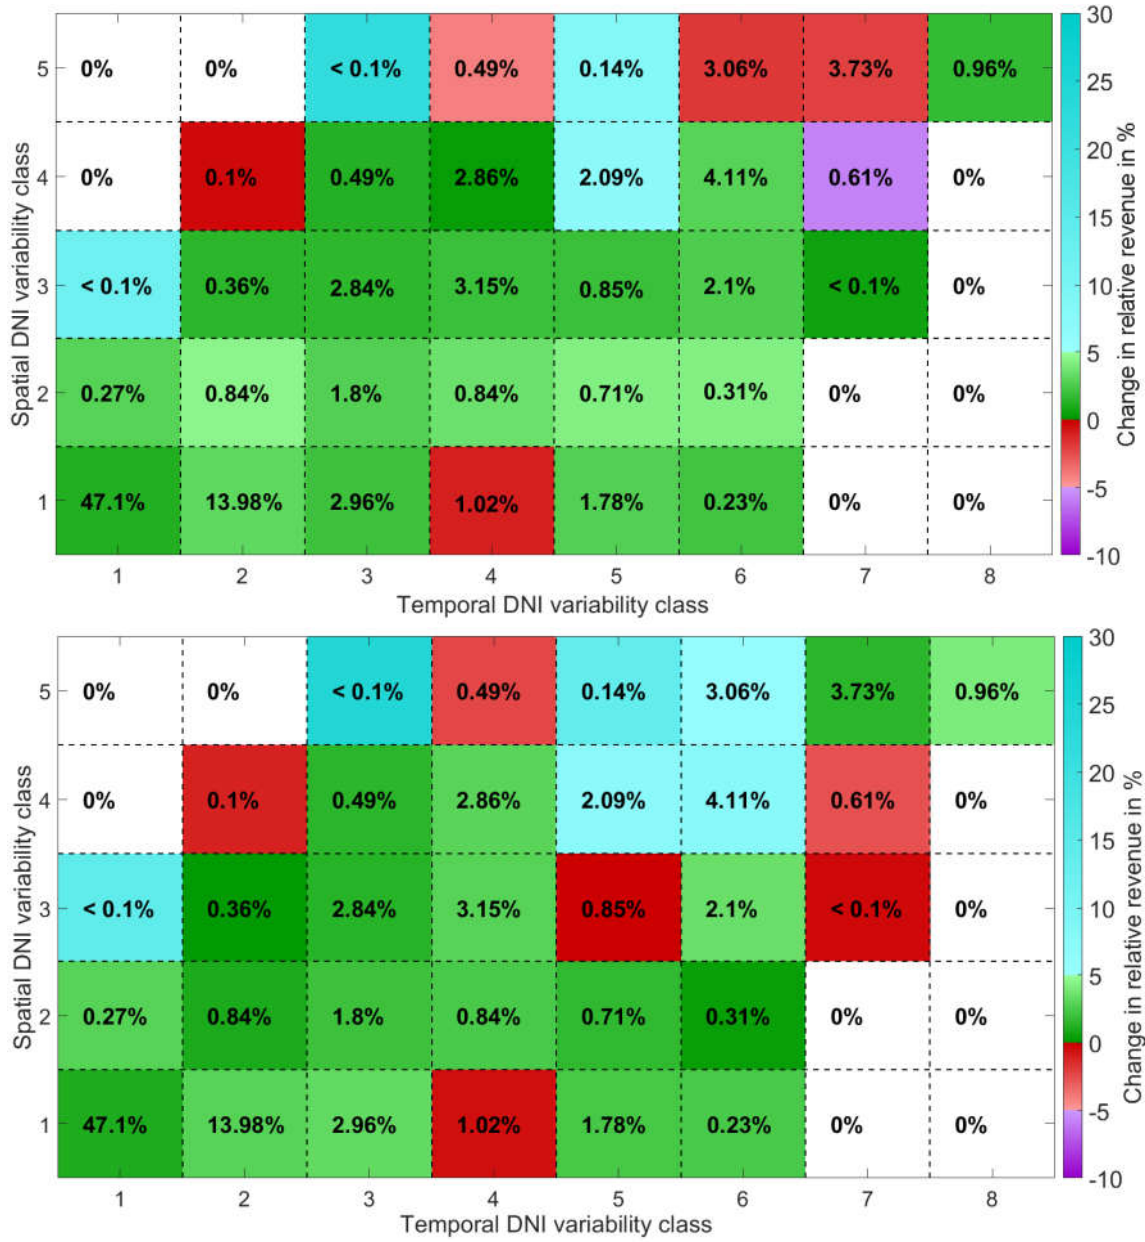 30
5 0% 0% < 0.1% 0.49% 0.14% 3.06% 3.73% 0.96%
25
20
4 0% 0.1% 0.49% 2.86% 2.09% 4.11% 0.61% 0%
15
3 < 0.1% 0.36% 2.84% 3.15% 0.85% 2.1% < 0.1% 0%
10
5
2 0.27% 0.84% 1.8% 0.84% 0.71% 0.31% 0% 0%
0
1 47.1% 13.98% 2.96% 1.02% 1.78% 0.23% 0% 0%
-5
-10
Spatial DNI variability class
Change in relative revenue in %
1 2 3 4 5 6 7 8
Temporal DNI variability class
30
5 0% 0% < 0.1% 0.49% 0.14% 3.06% 3.73% 0.96%
25
20
4 0% 0.1% 0.49% 2.86% 2.09% 4.11% 0.61% 0%
15
3 < 0.1% 0.36% 2.84% 3.15% 0.85% 2.1% < 0.1% 0%
10
5
2 0.27% 0.84% 1.8% 0.84% 0.71% 0.31% 0% 0%
0
1 47.1% 13.98% 2.96% 1.02% 1.78% 0.23% 0% 0%
-5
-10
Spatial DNI variability class
Change in relative revenue in %
1 2 3 4 5 6 7 8
Temporal DNI variability class